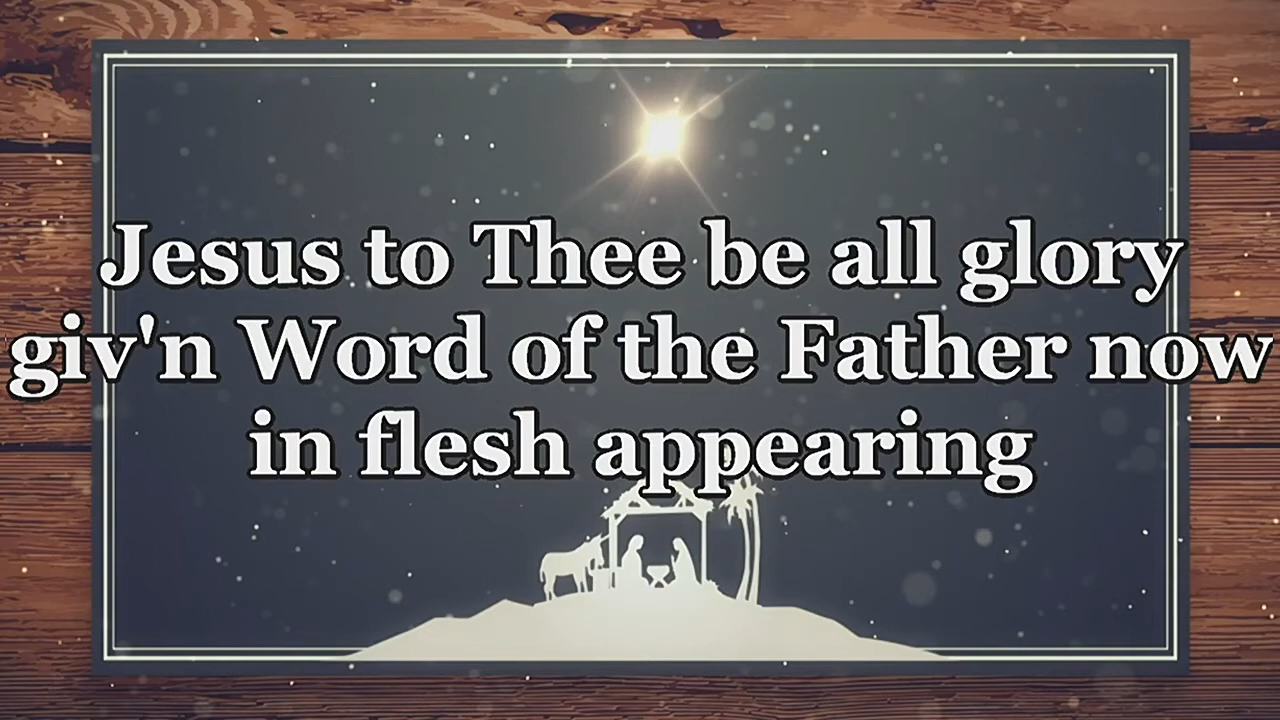 Jesus to Thee be all glory
giv'n Word of the Father now
in flesh appearing